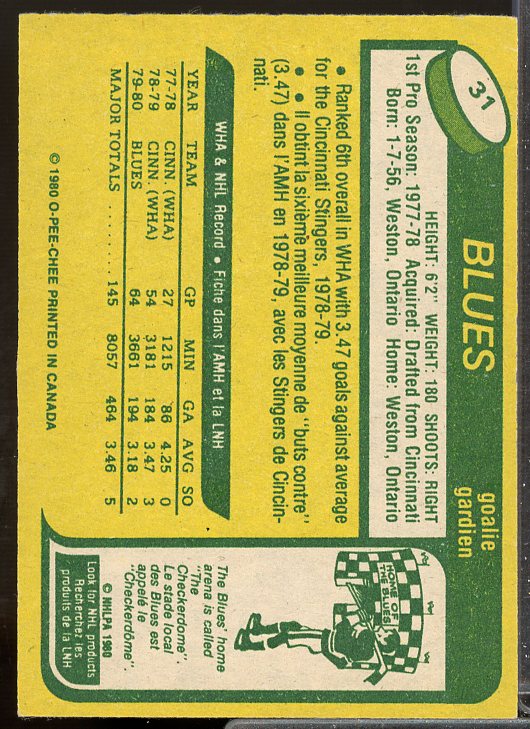 31
BLUES
goalie
gardien
HEIGHT: 6'2" WEIGHT: 180 SHOOTS: RIGHT
1st Pro Season: 1977-78 Acquired: Drafted from Cincinnati
Born: 1-7-56, Weston, Ontario Home: Weston, Ontario
• Ranked 6th overall in WHA with 3.47 goals against average
for the Cincinnati Stingers, 1978-79.
• • Il obtint la sixième meilleure moyenne de "buts contre"
(3.47) dans l'AMH en 1978-79, avec les Stingers de Cincin-
nati.
WHA & NHL Record • Fiche dans l'AMH et la LNH
YEAR TEAM GP MIN GA AVG SO
77-78 CINN. (WHA) 27 1215 86 4.25 0
78-79 CINN. (WHA) 54 3181 184 3.47 3
79-80 BLUES 64 3661 194 3.18 2
MAJOR TOTALS ........ 145 8057 464 3.46 5
© 1980 O-PEE-CHEE PRINTED IN CANADA
HOME OF
THE BLUES
The Blues' home
arena is called
"The
Checkerdome".
Le stade local
des Blues est
appelé le
"Checkerdôme".
© NHLPA 1980
Look for NHL products
Recherchez les
produits de la LNH